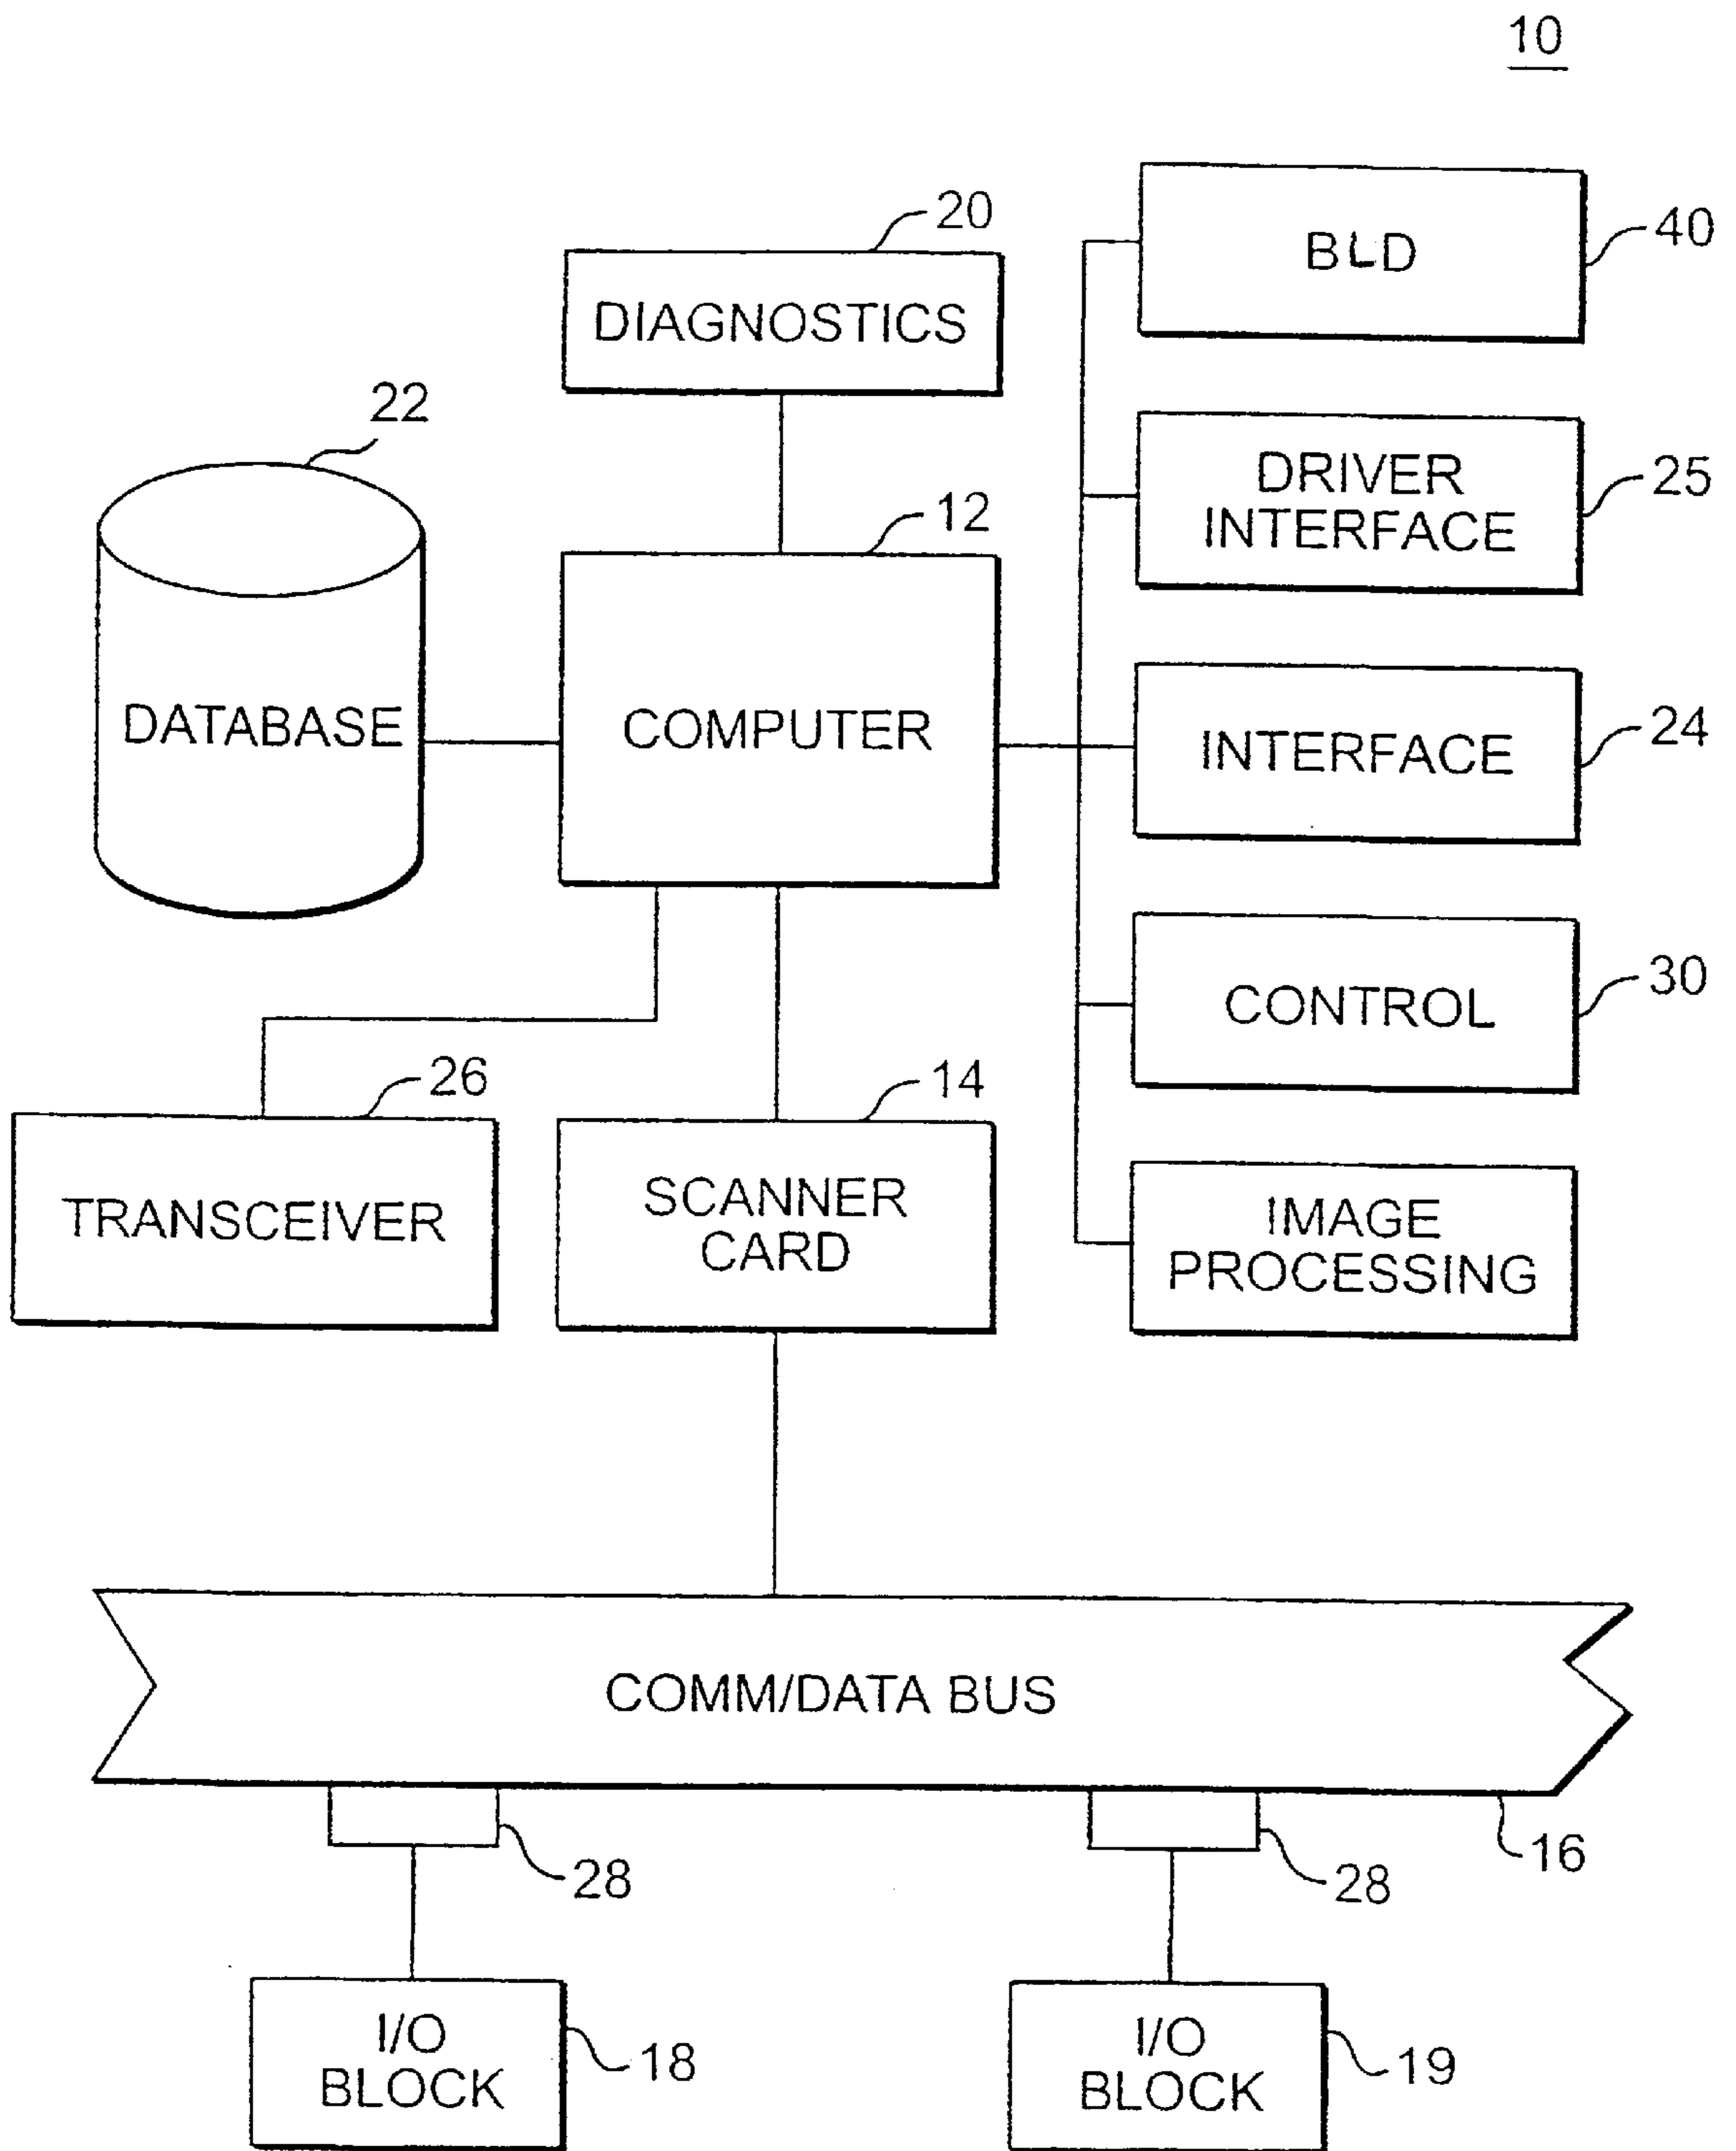 10
20
DIAGNOSTICS
BLD
40
22
DATABASE
12
COMPUTER
DRIVER
INTERFACE
25
INTERFACE
24
CONTROL
30
26
TRANSCEIVER
14
SCANNER
CARD
IMAGE
PROCESSING
COMM/DATA BUS
16
28
28
I/O
BLOCK
18
I/O
BLOCK
19